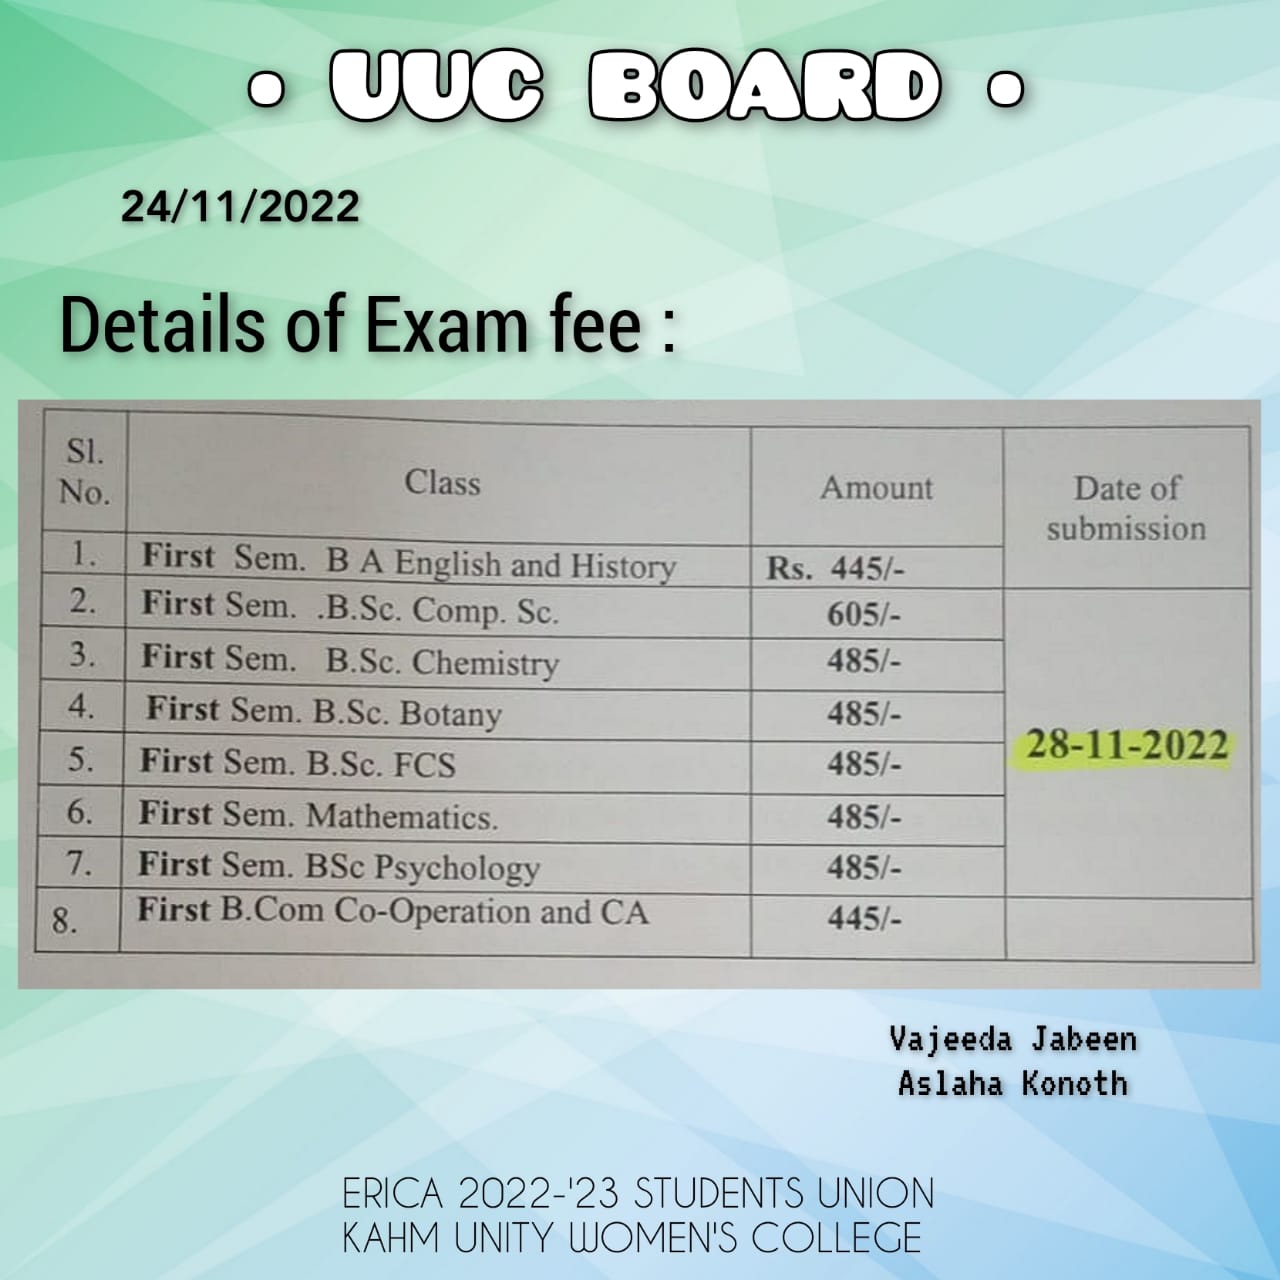 • UUC BOARD •
24/11/2022
Details of Exam fee :
Sl. No. Class Amount Date of submission
1. First Sem. B A English and History Rs. 445/-
2. First Sem. .B.Sc. Comp. Sc. 605/-
3. First Sem. B.Sc. Chemistry 485/-
4. First Sem. B.Sc. Botany 485/-
28-11-2022
5. First Sem. B.Sc. FCS 485/-
6. First Sem. Mathematics. 485/-
7. First Sem. BSc Psychology 485/-
8. First B.Com Co-Operation and CA 445/-
Vajeeda Jabeen
Aslaha Konoth
ERICA 2022-'23 STUDENTS UNION
KAHM UNITY WOMEN'S COLLEGE